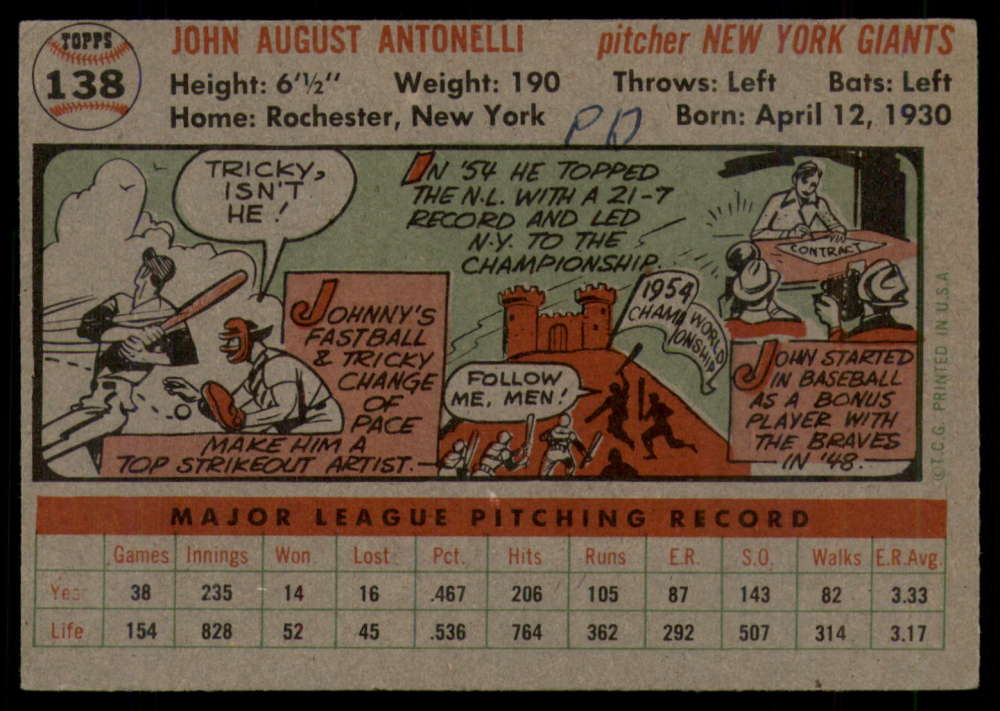 TOPPS
138
JOHN AUGUST ANTONELLI pitcher NEW YORK GIANTS
Height: 6'½" Weight: 190 Throws: Left Bats: Left
Home: Rochester, New York Born: April 12, 1930
PD
TRICKY,
ISN'T
HE!
JOHNNY'S
FASTBALL
& TRICKY
CHANGE
OF
PACE
MAKE HIM A
TOP STRIKEOUT ARTIST.
IN '54 HE TOPPED
THE N.L. WITH A 21-7
RECORD AND LED
N.Y. TO THE
CHAMPIONSHIP.
1954
WORLD
CHAMPIONSHIP
FOLLOW
ME, MEN!
CONTRACT
JOHN STARTED
IN BASEBALL
AS A BONUS
PLAYER WITH
THE BRAVES
IN '48.
©T.C.G. PRINTED IN U.S.A.
MAJOR LEAGUE PITCHING RECORD
Games Innings Won Lost Pct. Hits Runs E.R. S.O. Walks E.R.Avg.
Year 38 235 14 16 .467 206 105 87 143 82 3.33
Life 154 828 52 45 .536 764 362 292 507 314 3.17